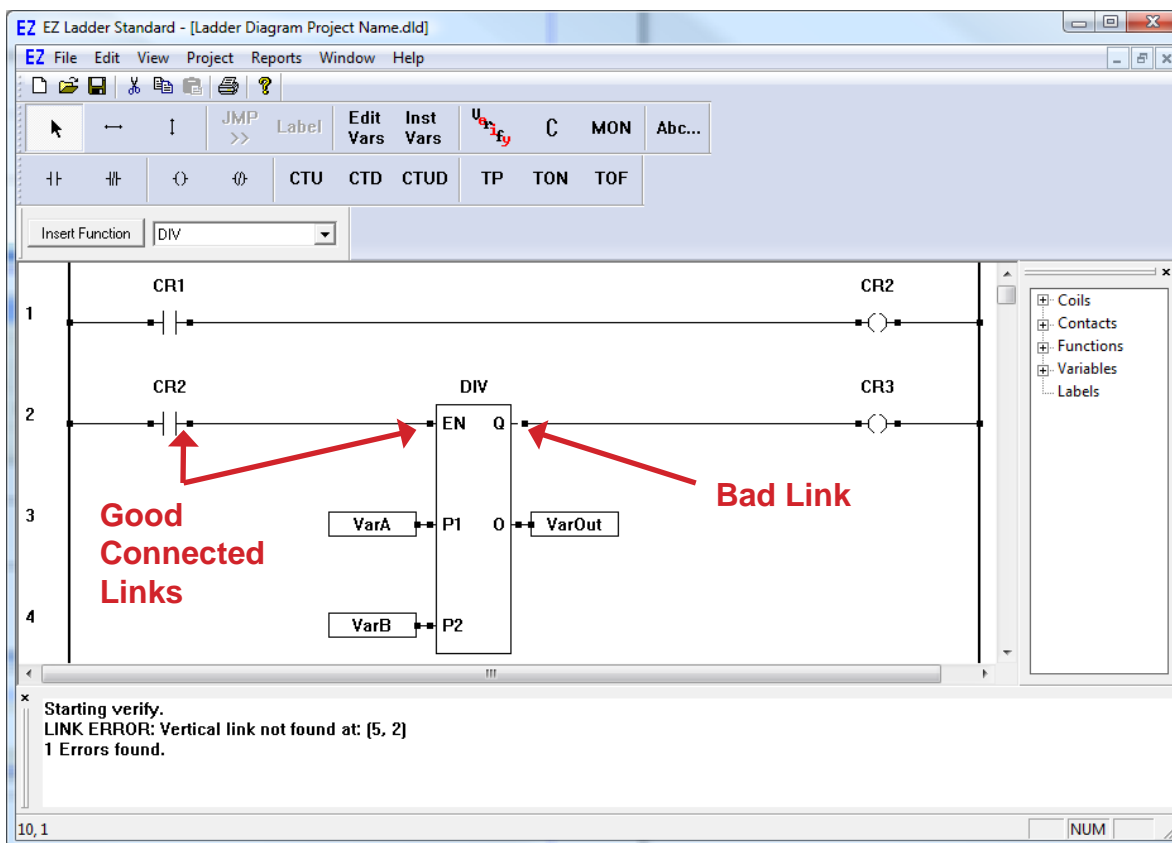 EZ EZ Ladder Standard - [Ladder Diagram Project Name.dld]
EZ File Edit View Project Reports Window Help
JMP >> Label Edit Vars Inst Vars Verify C MON Abc...
CTU CTD CTUD TP TON TOF
Insert Function DIV
CR1 CR2
1
CR2 DIV CR3
2 EN Q
Good Connected Links
Bad Link
3 VarA P1 O VarOut
4 VarB P2
Coils
Contacts
Functions
Variables
Labels
Starting verify.
LINK ERROR: Vertical link not found at: (5, 2)
1 Errors found.
10, 1 NUM